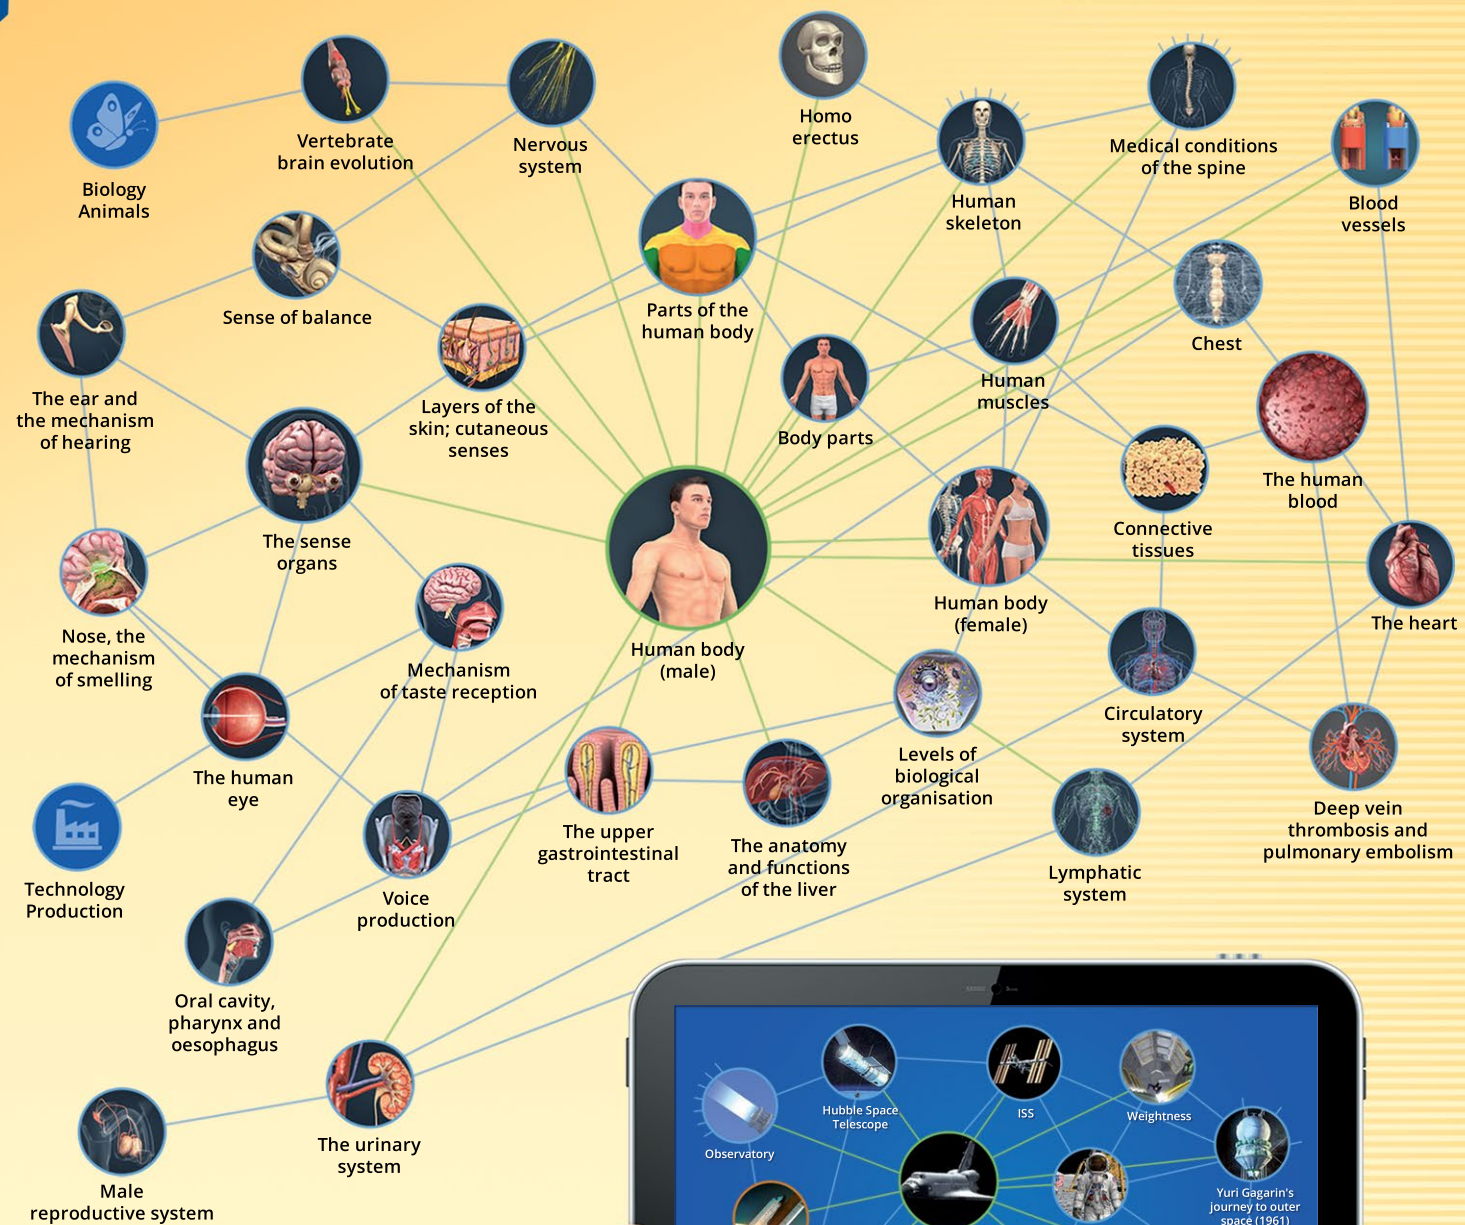 Biology
Animals
Vertebrate
brain evolution
Nervous
system
Homo
erectus
Human
skeleton
Medical conditions
of the spine
Blood
vessels
Sense of balance
Parts of the
human body
Chest
The ear and
the mechanism
of hearing
Layers of the
skin; cutaneous
senses
Body parts
Human
muscles
The human
blood
The sense
organs
Connective
tissues
Nose, the
mechanism
of smelling
Mechanism
of taste reception
Human body
(male)
Human body
(female)
The heart
Circulatory
system
The human
eye
Levels of
biological
organisation
Deep vein
thrombosis and
pulmonary embolism
The upper
gastrointestinal
tract
The anatomy
and functions
of the liver
Lymphatic
system
Technology
Production
Voice
production
Oral cavity,
pharynx and
oesophagus
The urinary
system
Male
reproductive system
Hubble Space
Telescope
ISS
Weightness
Observatory
Yuri Gagarin's
journey to outer
space (1961)